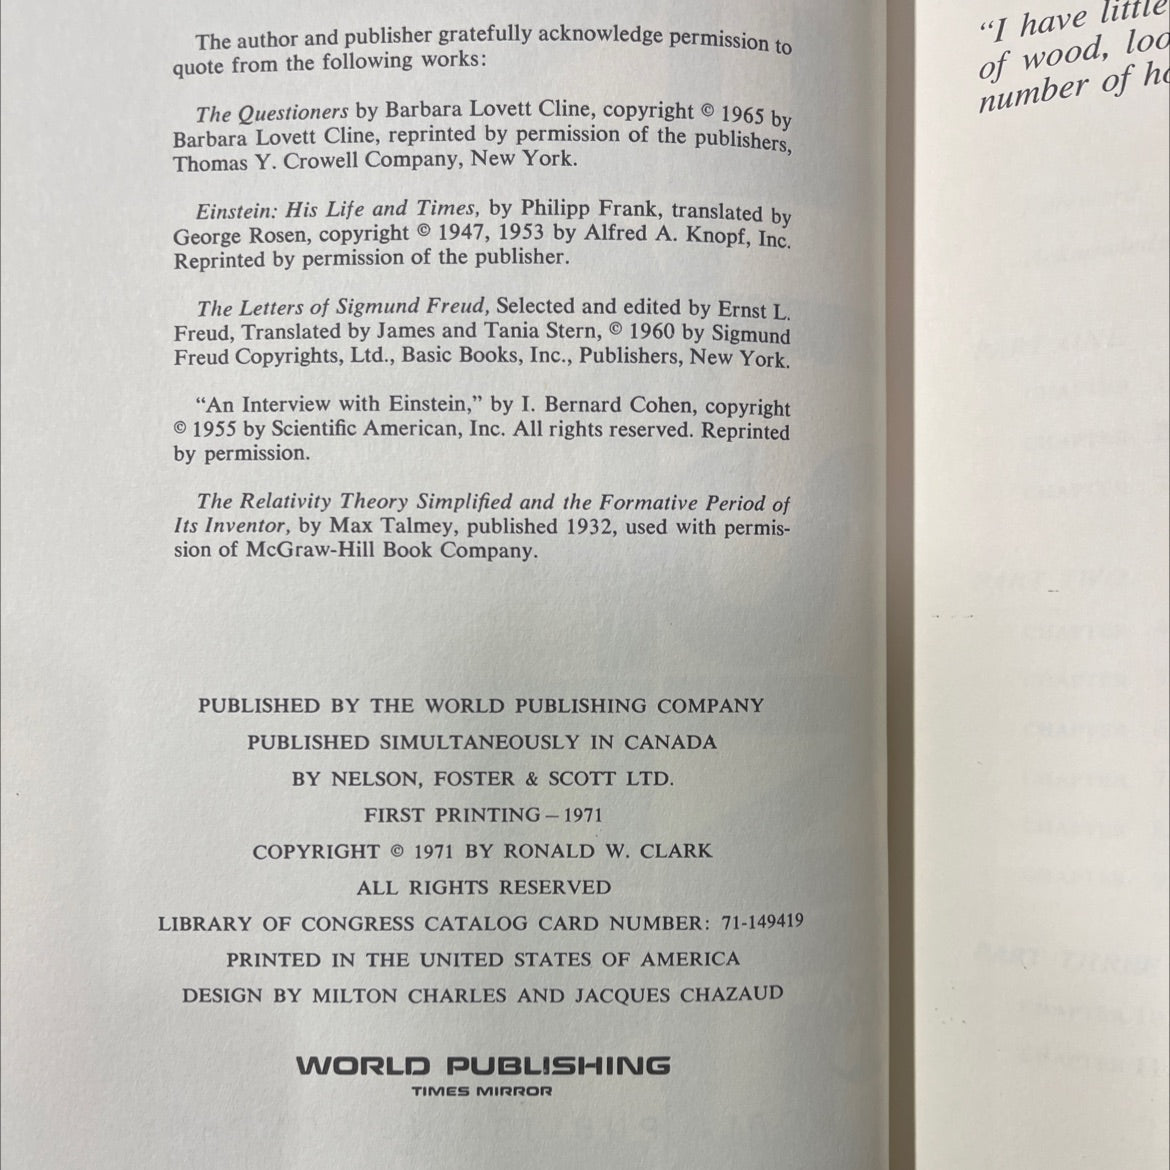 The author and publisher gratefully acknowledge permission to
quote from the following works:
The Questioners by Barbara Lovett Cline, copyright © 1965 by
Barbara Lovett Cline, reprinted by permission of the publishers,
Thomas Y. Crowell Company, New York.
Einstein: His Life and Times, by Philipp Frank, translated by
George Rosen, copyright © 1947, 1953 by Alfred A. Knopf, Inc.
Reprinted by permission of the publisher.
The Letters of Sigmund Freud, Selected and edited by Ernst L.
Freud, Translated by James and Tania Stern, © 1960 by Sigmund
Freud Copyrights, Ltd., Basic Books, Inc., Publishers, New York.
“An Interview with Einstein,” by I. Bernard Cohen, copyright
© 1955 by Scientific American, Inc. All rights reserved. Reprinted
by permission.
The Relativity Theory Simplified and the Formative Period of
Its Inventor, by Max Talmey, published 1932, used with permis-
sion of McGraw-Hill Book Company.
PUBLISHED BY THE WORLD PUBLISHING COMPANY
PUBLISHED SIMULTANEOUSLY IN CANADA
BY NELSON, FOSTER & SCOTT LTD.
FIRST PRINTING – 1971
COPYRIGHT © 1971 BY RONALD W. CLARK
ALL RIGHTS RESERVED
LIBRARY OF CONGRESS CATALOG CARD NUMBER: 71-149419
PRINTED IN THE UNITED STATES OF AMERICA
DESIGN BY MILTON CHARLES AND JACQUES CHAZAUD
WORLD PUBLISHING
TIMES MIRROR
“I have little
of wood,
number of